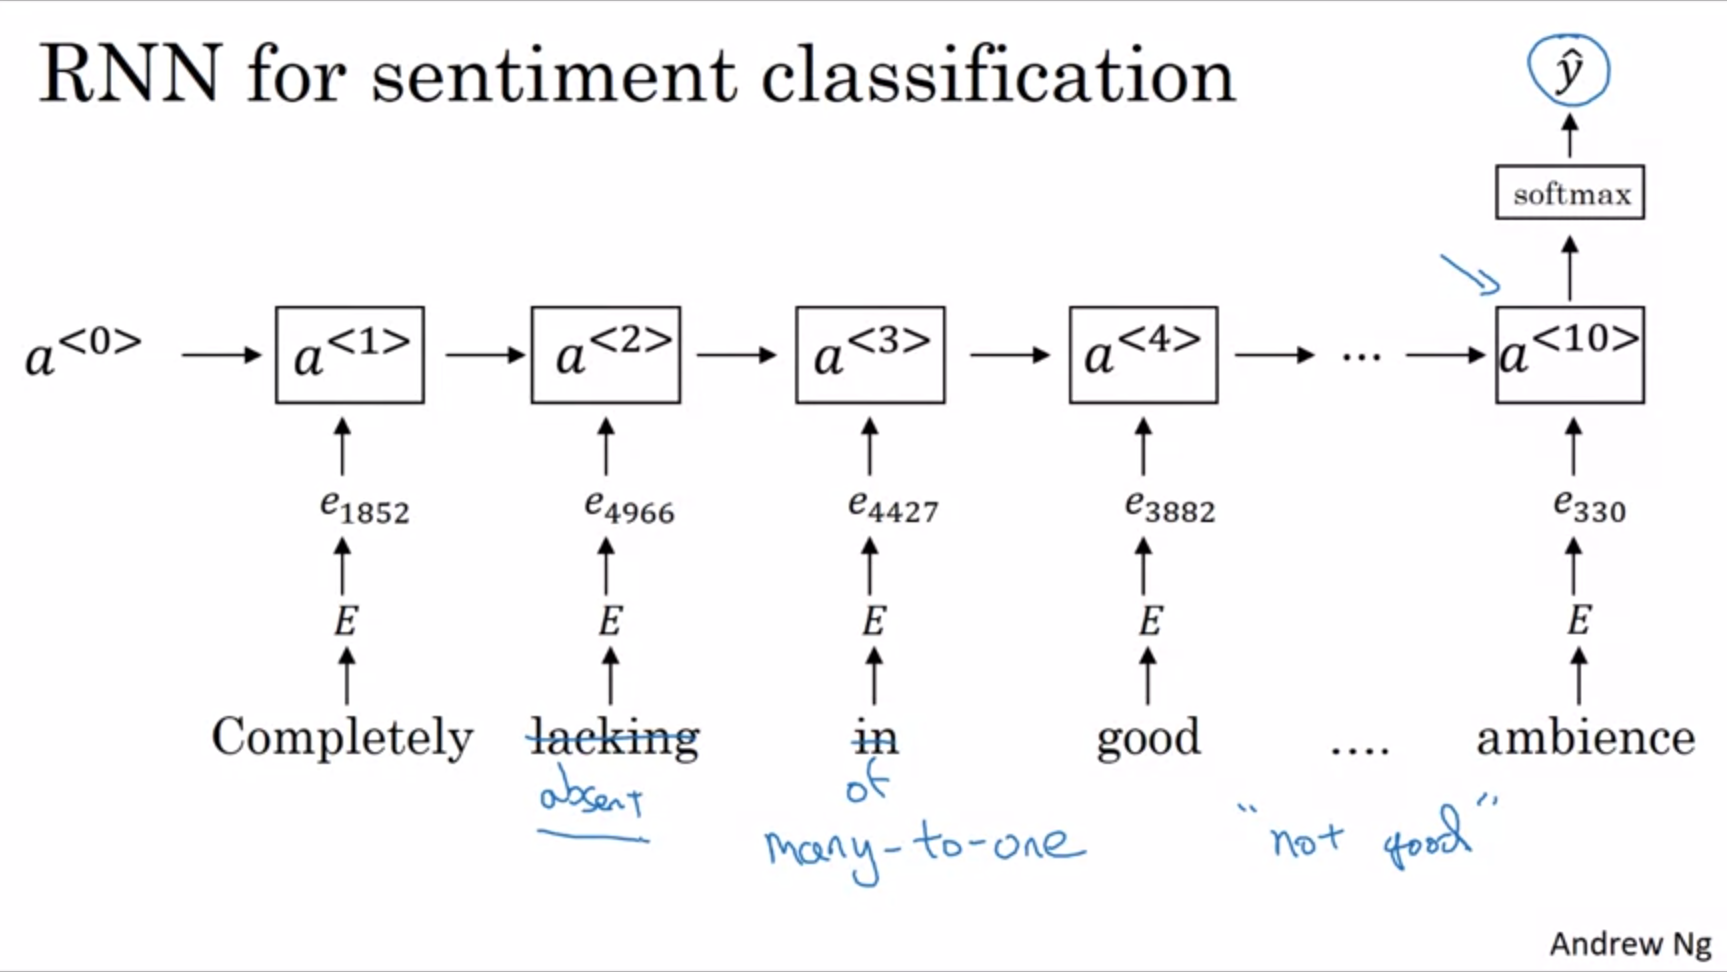 RNN for sentiment classification
ŷ
softmax
a<0> a<1> a<2> a<3> a<4> ... a<10>
e1852 e4966 e4427 e3882 e330
E E E E E
Completely lacking in good .... ambience
absent of
many-to-one "not good"
Andrew Ng